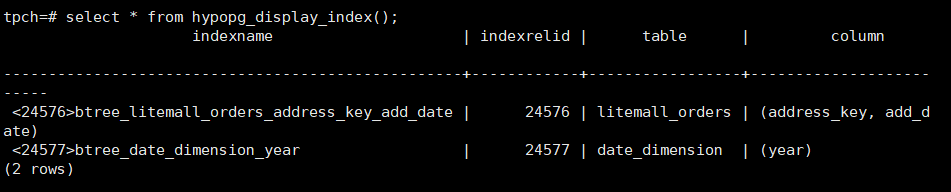 tpch=# select * from hypopg_display_index();
                     indexname                     | indexrelid |      table      |         column
---------------------------------------------------+------------+-----------------+--------------------
-----
 <24576>btree_litemall_orders_address_key_add_date |      24576 | litemall_orders | (address_key, add_d
ate)
 <24577>btree_date_dimension_year                  |      24577 | date_dimension  | (year)
(2 rows)